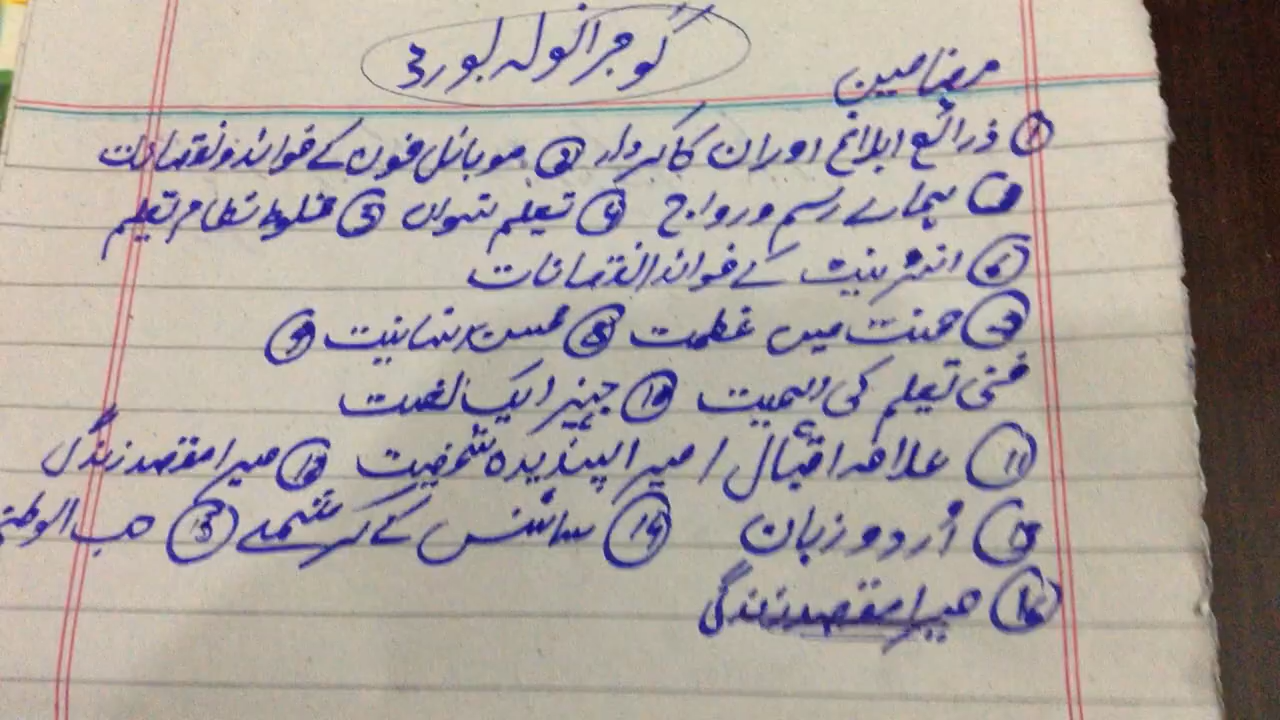 گوجرانولہ بورڈ
مضامین
① ذرائع ابلاغ اور ان کا کردار ② موبائل فون کے فوائد و نقصانات
③ ہمارے رسم و رواج ④ تعلیم نسواں ⑤ مخلوط نظام تعلیم
⑥ انٹرنیٹ کے فوائد نقصانات
⑦ محنت میں عظمت ⑧ محسن انسانیت ⑨
فنی تعلیم کی اہمیت ⑩ جہیز ایک لعنت
⑪ علامہ اقبال / میرا پسندیدہ شخصیت ⑫ میرا مقصد زندگی
⑬ اُردو زبان ⑭ سائنس کے کرشمے ⑮ حب الوطنی
⑯ میرا مقصد زندگی